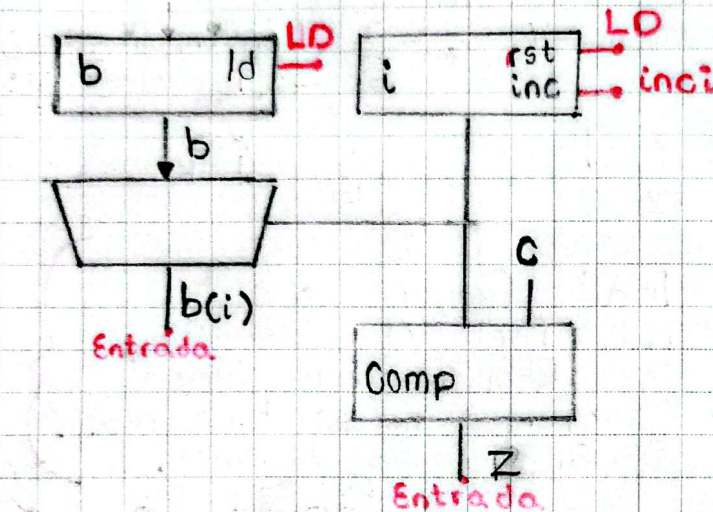 LD
LD
b ld
i rst
inc inci
b
C
b(i)
Entrada
Comp
Z
Entrada